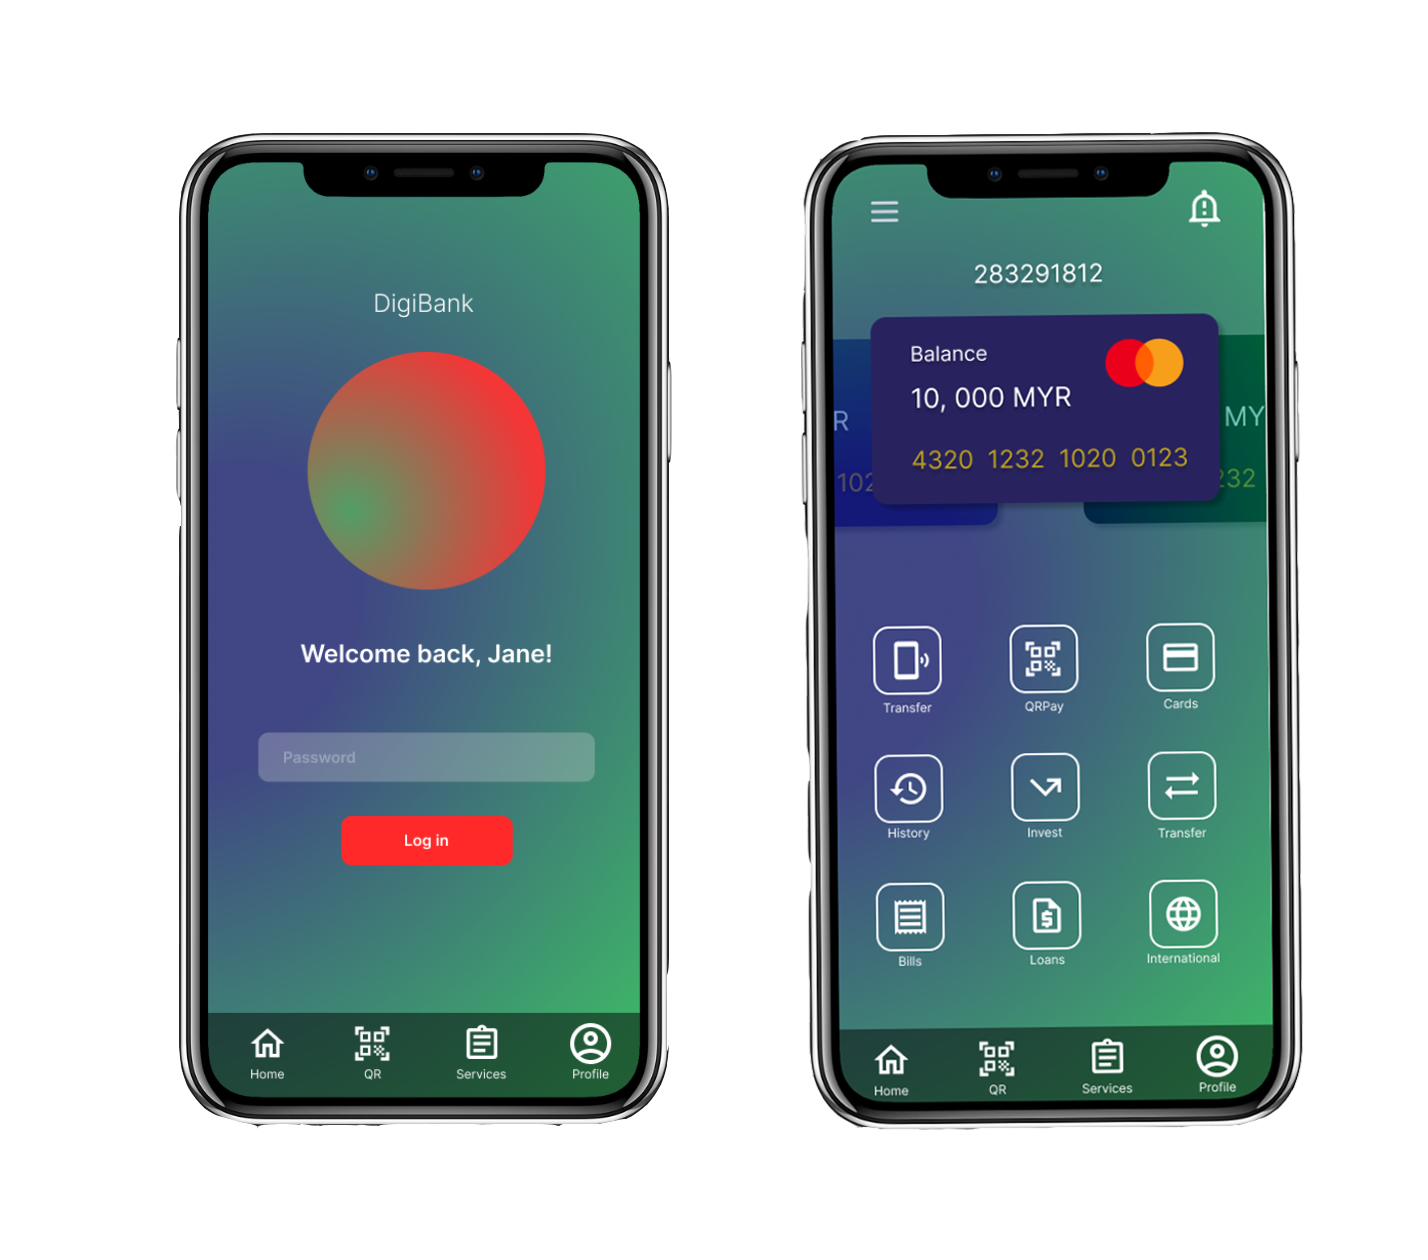 DigiBank
Welcome back, Jane!
Password
Log in
Home QR Services Profile
283291812
Balance
10, 000 MYR
R
MY
4320 1232 1020 0123
102
232
Transfer QRPay Cards
History Invest Transfer
Bills Loans International
Home QR Services Profile